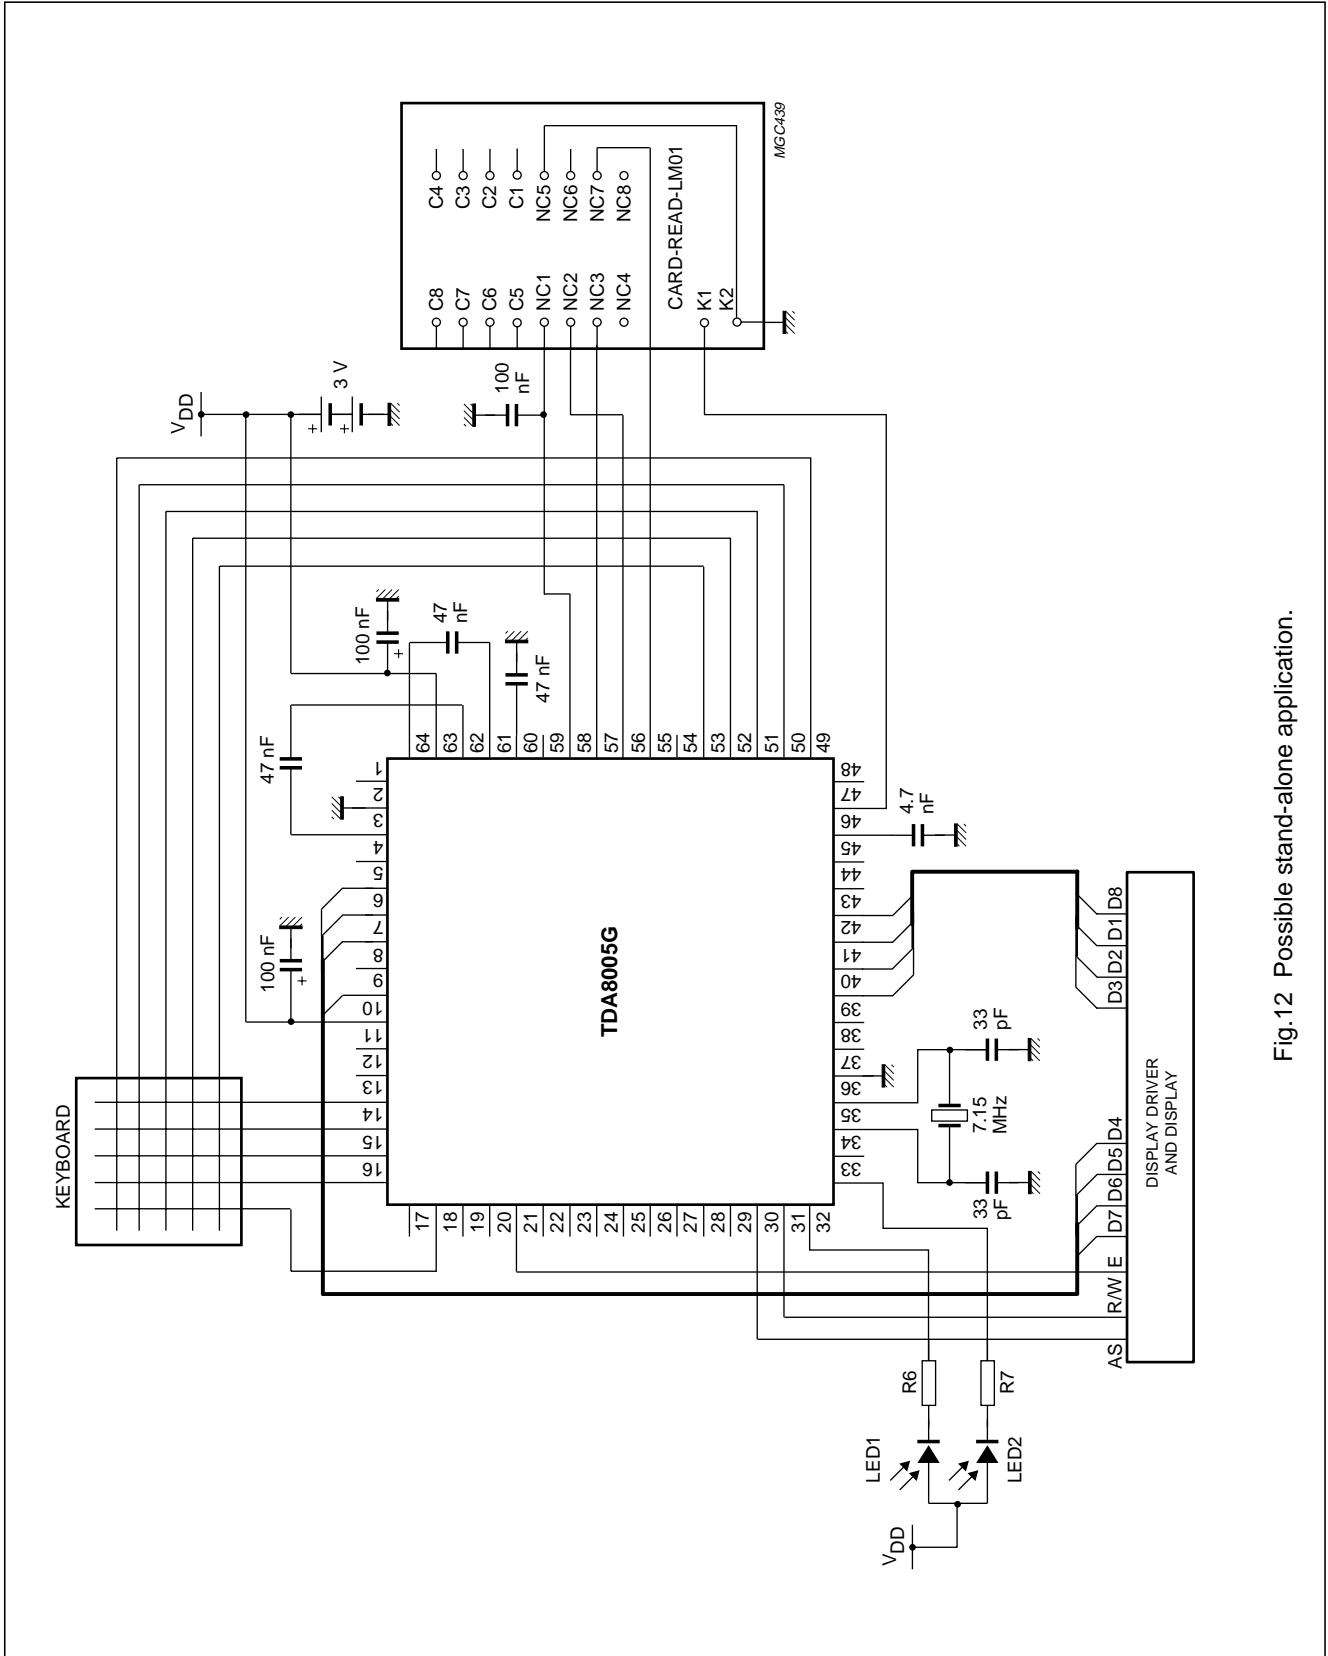 C4
C3
C2
C1
NC5
NC6
NC7
NC8
C8
C7
C6
C5
NC1
NC2
NC3
NC4
CARD-READ-LM01
K1
K2
MGC439
VDD
3 V
+
+
100
nF
100 nF
+
47
nF
47 nF
47 nF
100 nF
+
KEYBOARD
TDA8005G
1
2
3
4
5
6
7
8
9
10
11
12
13
14
15
16
17
18
19
20
21
22
23
24
25
26
27
28
29
30
31
32
33
34
35
36
37
38
39
40
41
42
43
44
45
46
47
48
49
50
51
52
53
54
55
56
57
58
59
60
61
62
63
64
4.7
nF
33
pF
7.15
MHz
33
pF
DISPLAY DRIVER
AND DISPLAY
AS
R/W
E
D7
D6
D5
D4
D3
D2
D1
D8
R6
R7
LED1
LED2
VDD
Fig.12 Possible stand-alone application.